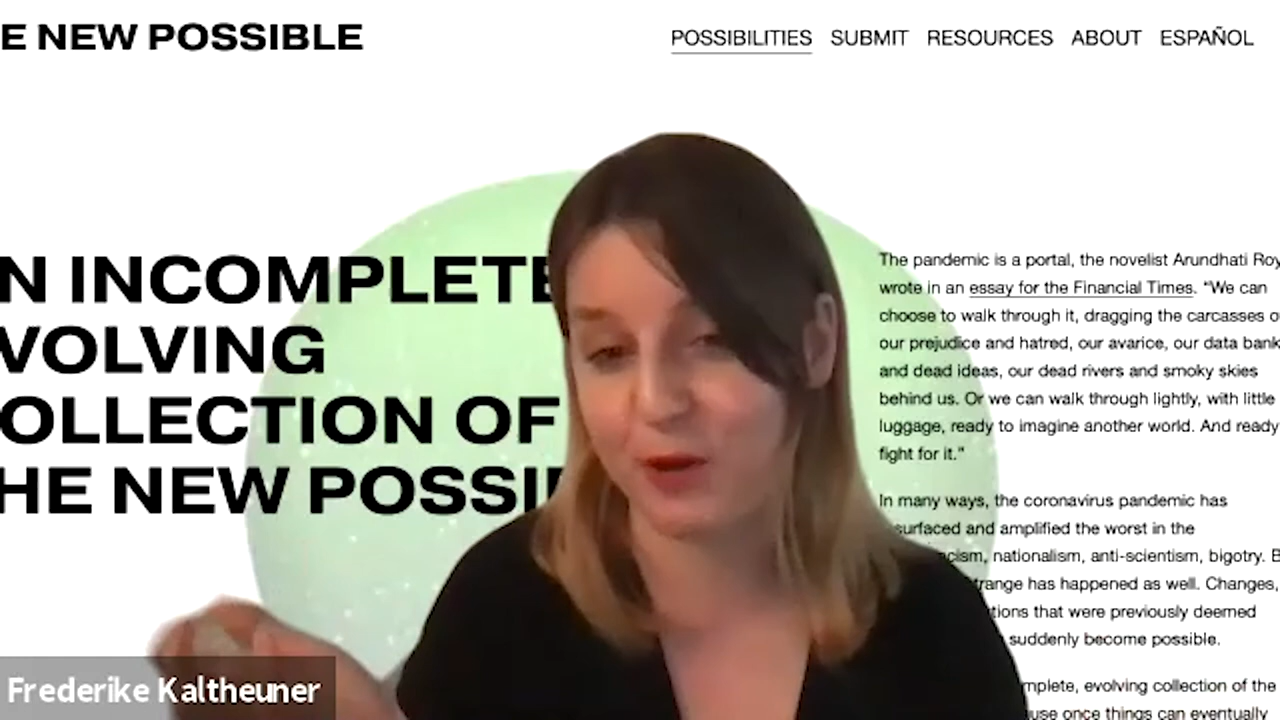 E NEW POSSIBLE
POSSIBILITIES SUBMIT RESOURCES ABOUT ESPAÑOL
N INCOMPLETE
VOLVING
OLLECTION OF
HE NEW POSSI
The pandemic is a portal, the novelist Arundhati Roy
wrote in an essay for the Financial Times. “We can
choose to walk through it, dragging the carcasses o
our prejudice and hatred, our avarice, our data bank
and dead ideas, our dead rivers and smoky skies
behind us. Or we can walk through lightly, with little
luggage, ready to imagine another world. And ready
fight for it."
In many ways, the coronavirus pandemic has
surfaced and amplified the worst in the
cism, nationalism, anti-scientism, bigotry. B
trange has happened as well. Changes,
tions that were previously deemed
suddenly become possible.
mplete, evolving collection of the
use once things can eventually
Frederike Kaltheuner